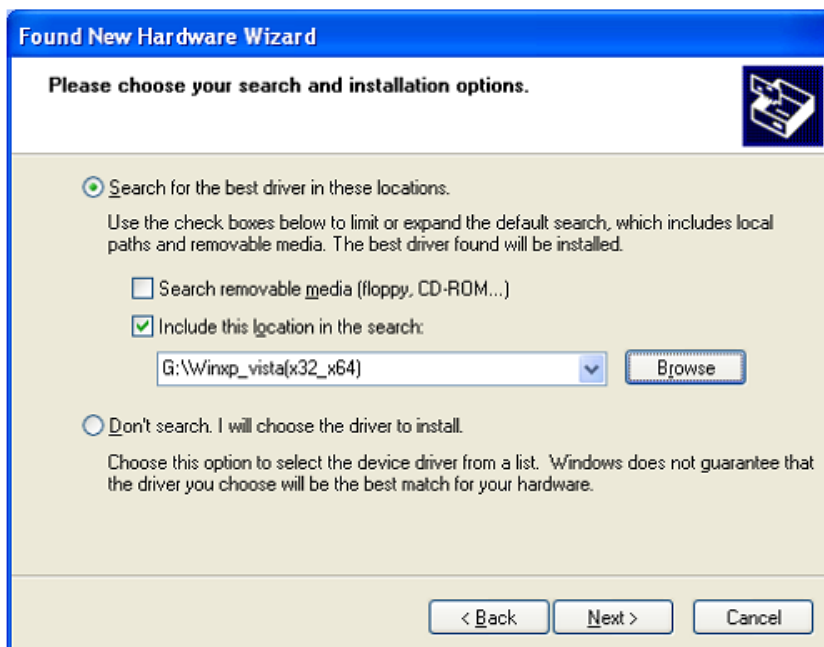 Found New Hardware Wizard
Please choose your search and installation options.
Search for the best driver in these locations.
Use the check boxes below to limit or expand the default search, which includes local
paths and removable media. The best driver found will be installed.
Search removable media (floppy, CD-ROM...)
Include this location in the search:
G:\Winxp_vista(x32_x64)
Browse
Don't search. I will choose the driver to install.
Choose this option to select the device driver from a list. Windows does not guarantee that
the driver you choose will be the best match for your hardware.
< Back Next > Cancel